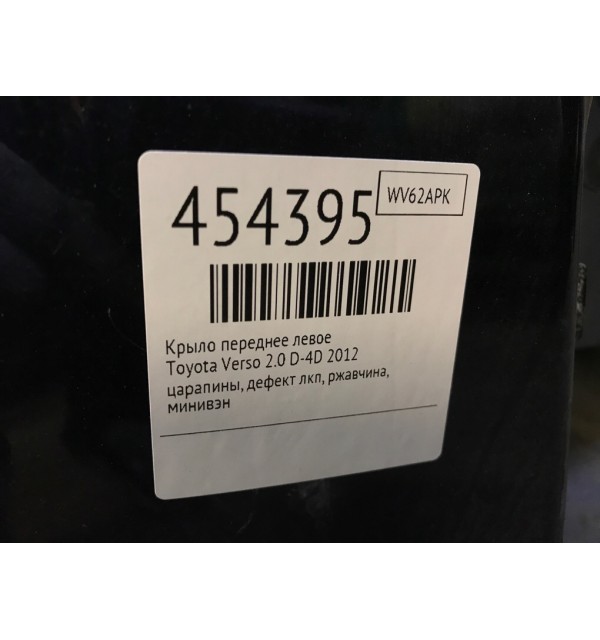 454395
WV62APK
Крыло переднее левое
Toyota Verso 2.0 D-4D 2012
царапины, дефект лкп, ржавчина,
минивэн